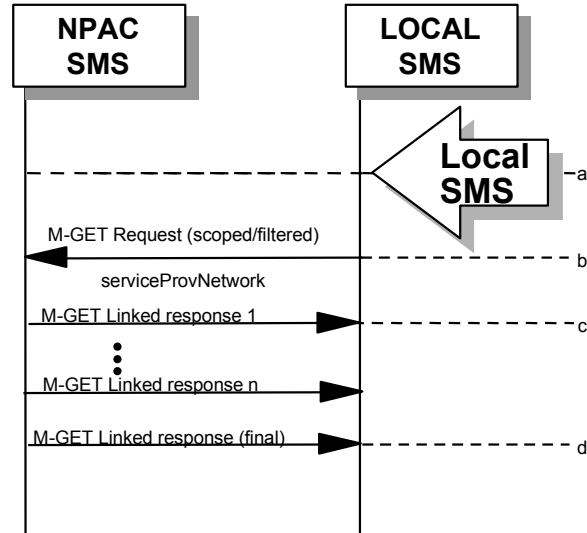 NPAC
SMS
LOCAL
SMS
Local
SMS
a
M-GET Request (scoped/filtered)
b
serviceProvNetwork
M-GET Linked response 1
c
M-GET Linked response n
M-GET Linked response (final)
d